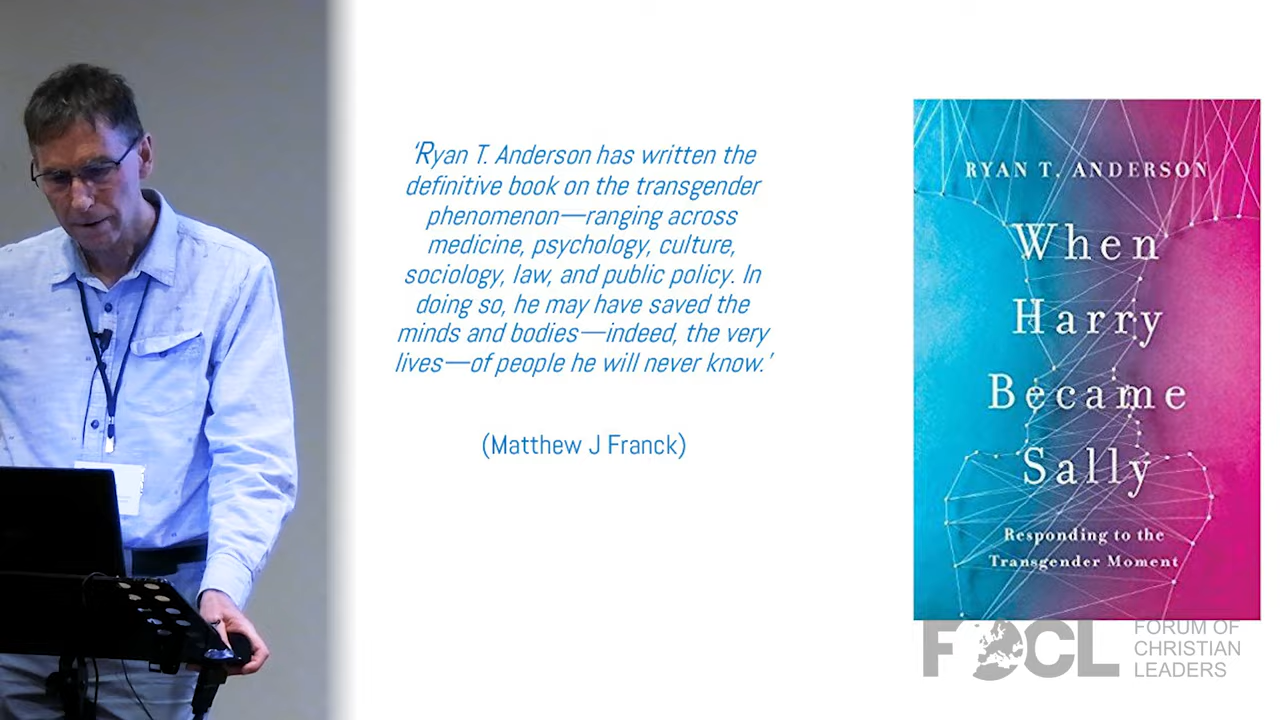 ‘Ryan T. Anderson has written the
definitive book on the transgender
phenomenon—ranging across
medicine, psychology, culture,
sociology, law, and public policy. In
doing so, he may have saved the
minds and bodies—indeed, the very
lives—of people he will never know.’
(Matthew J Franck)
RYAN T. ANDERSON
When
Harry
Became
Sally
Responding to the
Transgender Moment
FOCL
FORUM OF
CHRISTIAN
LEADERS